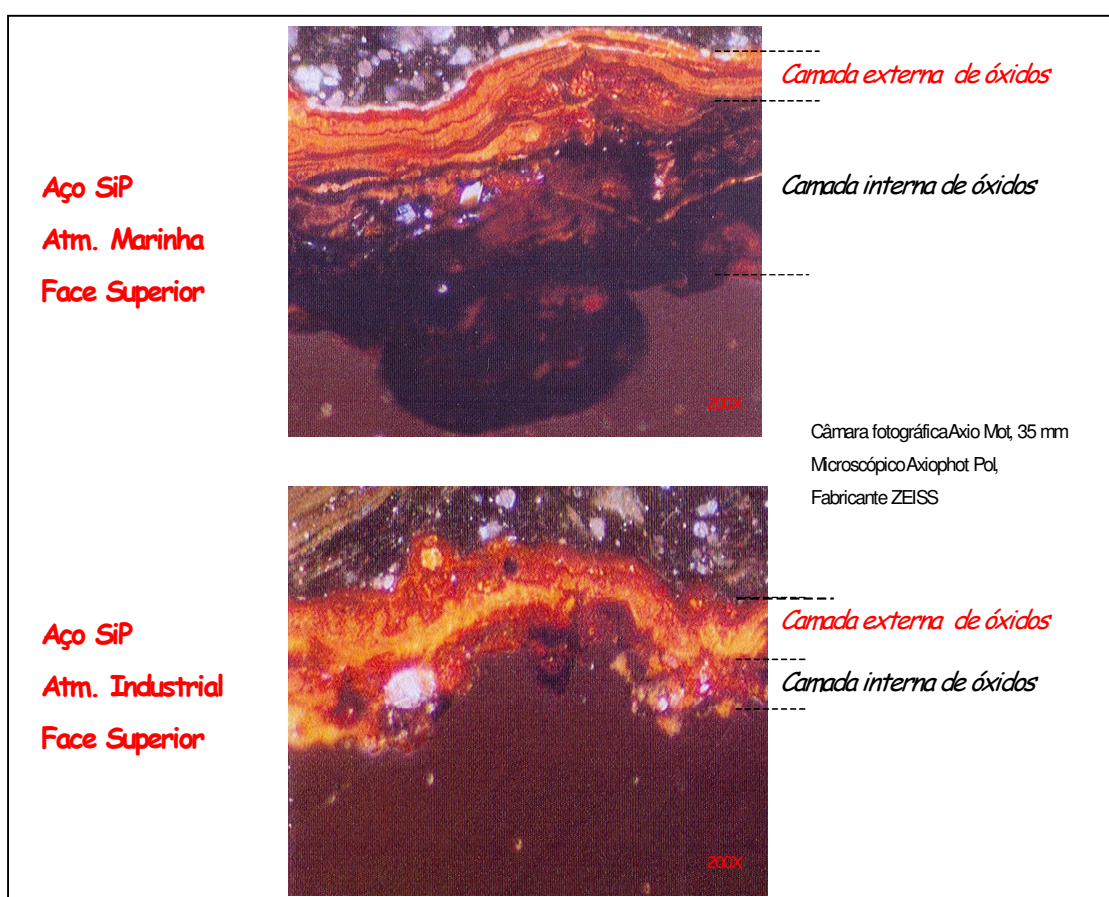 Camada externa de óxidos
Aço SiP
Atm. Marinha
Face Superior
Camada interna de óxidos
200X
Câmara fotográfica Axio Mot, 35 mm
Microscópico Axiophot Pol,
Fabricante ZEISS
Aço SiP
Atm. Industrial
Face Superior
Camada externa de óxidos
Camada interna de óxidos
200X